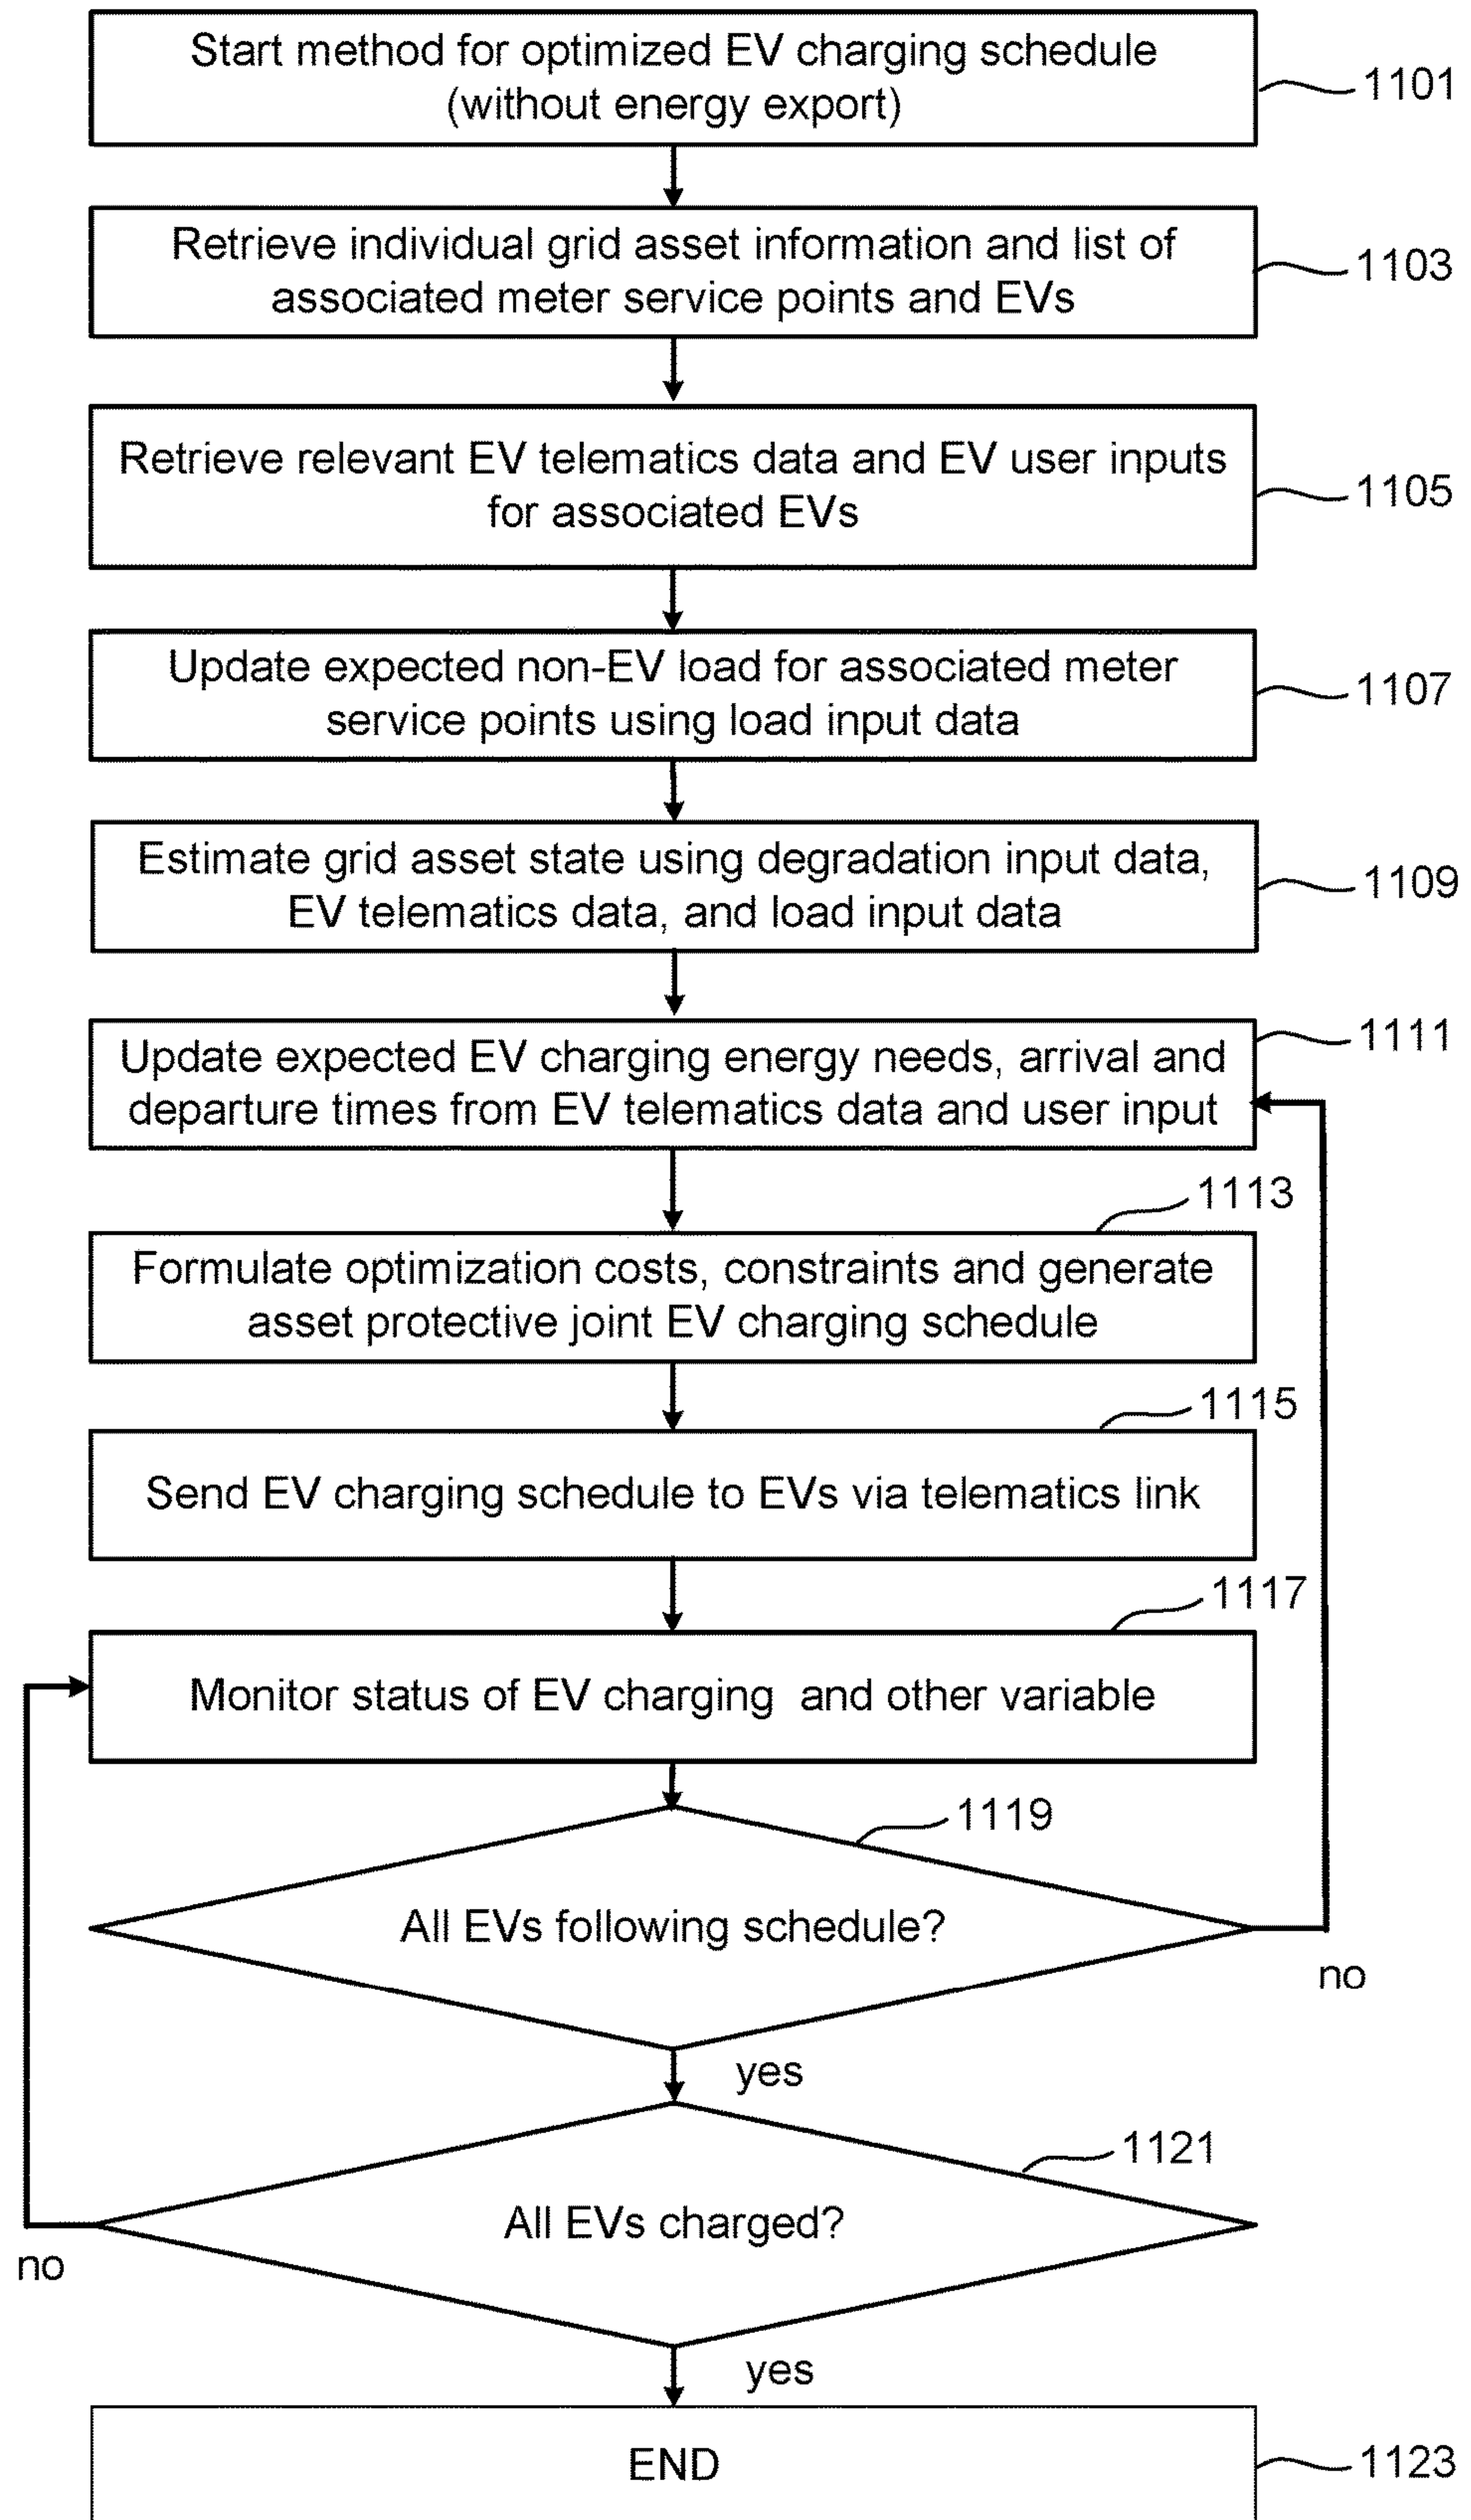 Start method for optimized EV charging schedule
(without energy export)
1101
Retrieve individual grid asset information and list of
associated meter service points and EVs
1103
Retrieve relevant EV telematics data and EV user inputs
for associated EVs
1105
Update expected non-EV load for associated meter
service points using load input data
1107
Estimate grid asset state using degradation input data,
EV telematics data, and load input data
1109
Update expected EV charging energy needs, arrival and
departure times from EV telematics data and user input
1111
1113
Formulate optimization costs, constraints and generate
asset protective joint EV charging schedule
1115
Send EV charging schedule to EVs via telematics link
1117
Monitor status of EV charging and other variable
1119
All EVs following schedule?
no
yes
1121
All EVs charged?
no
yes
END
1123